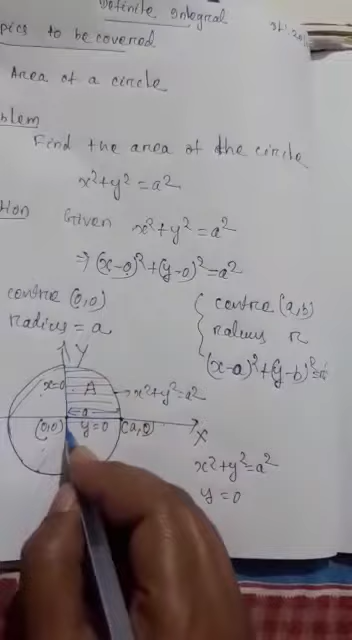 Definite Integral
pics to be covered
Area of a circle
blem
Find the area of the circle
x²+y²=a²
tion Given x²+y²=a²
⇒ (x-0)²+(y-0)²=a²
centre (0,0)
radius = a
centre (a,b)
radius r
(x-a)²+(y-b)²=
Y
x=0 A
x²+y²=a²
a
(0,0) y=0 (a,0) X
x²+y²=a²
y=0